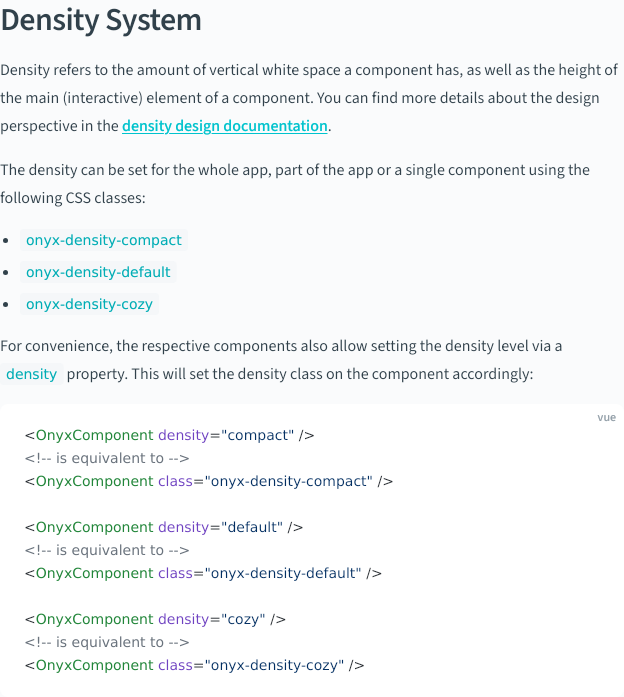 Density System
Density refers to the amount of vertical white space a component has, as well as the height of
the main (interactive) element of a component. You can find more details about the design
perspective in the density design documentation.
The density can be set for the whole app, part of the app or a single component using the
following CSS classes:
• onyx-density-compact
• onyx-density-default
• onyx-density-cozy
For convenience, the respective components also allow setting the density level via a
density property. This will set the density class on the component accordingly:
vue
<OnyxComponent density="compact" />
<!-- is equivalent to -->
<OnyxComponent class="onyx-density-compact" />
<OnyxComponent density="default" />
<!-- is equivalent to -->
<OnyxComponent class="onyx-density-default" />
<OnyxComponent density="cozy" />
<!-- is equivalent to -->
<OnyxComponent class="onyx-density-cozy" />